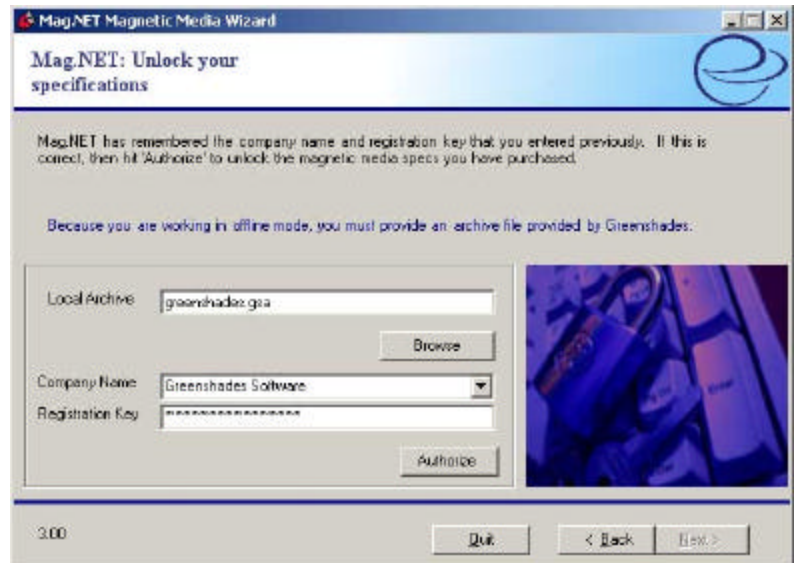 Mag.NET Magnetic Media Wizard
Mag.NET: Unlock your
specifications
Mag.NET has remembered the company name and registration key that you entered previously. If this is
correct, then hit 'Authorize' to unlock the magnetic media specs you have purchased.
Because you are working in offline mode, you must provide an archive file provided by Greenshades.
Local Archive
greenshades.gsa
Browse
Company Name
Greenshades Software
Registration Key
****************
Authorize
3.00
Quit
< Back
Next >